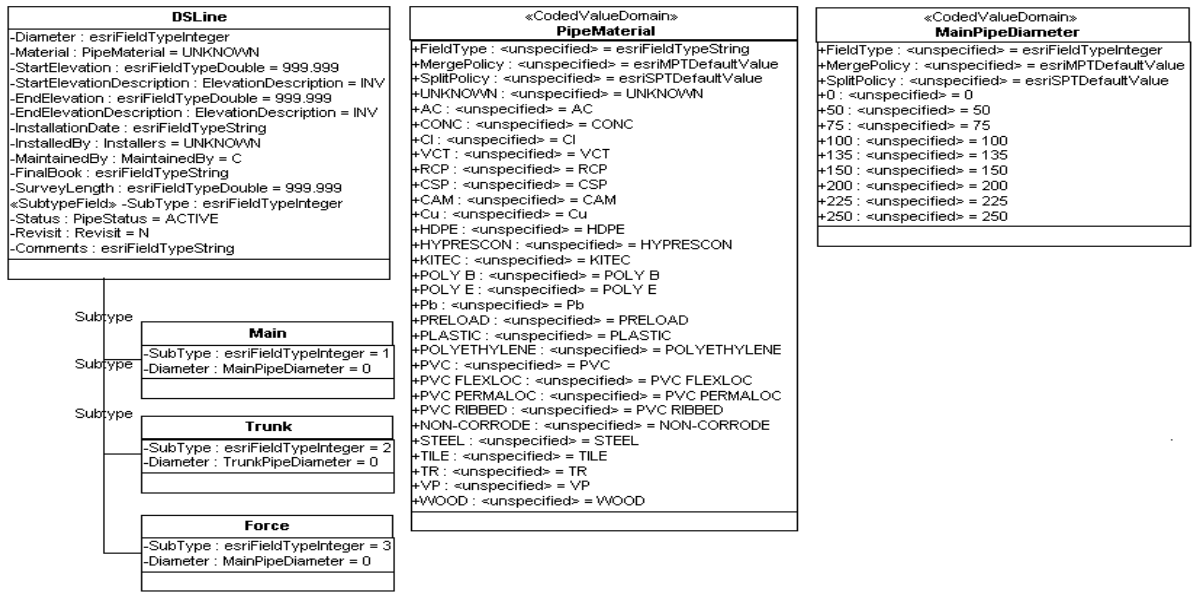 DSLine
-Diameter : esriFieldTypeInteger
-Material : PipeMaterial = UNKNOWN
-StartElevation : esriFieldTypeDouble = 999.999
-StartElevationDescription : ElevationDescription = INV
-EndElevation : esriFieldTypeDouble = 999.999
-EndElevationDescription : ElevationDescription = INV
-InstallationDate : esriFieldTypeString
-InstalledBy : Installers = UNKNOWN
-MaintainedBy : MaintainedBy = C
-FinalBook : esriFieldTypeString
-SurveyLength : esriFieldTypeDouble = 999.999
«SubtypeField» -SubType : esriFieldTypeInteger
-Status : PipeStatus = ACTIVE
-Revisit : Revisit = N
-Comments : esriFieldTypeString
Subtype
Main
-SubType : esriFieldTypeInteger = 1
-Diameter : MainPipeDiameter = 0
Subtype
Subtype
Trunk
-SubType : esriFieldTypeInteger = 2
-Diameter : TrunkPipeDiameter = 0
Force
-SubType : esriFieldTypeInteger = 3
-Diameter : MainPipeDiameter = 0
«CodedValueDomain»
PipeMaterial
+FieldType : <unspecified> = esriFieldTypeString
+MergePolicy : <unspecified> = esriMPTDefaultValue
+SplitPolicy : <unspecified> = esriSPTDefaultValue
+UNKNOWN : <unspecified> = UNKNOWN
+AC : <unspecified> = AC
+CONC : <unspecified> = CONC
+CI : <unspecified> = CI
+VCT : <unspecified> = VCT
+RCP : <unspecified> = RCP
+CSP : <unspecified> = CSP
+CAM : <unspecified> = CAM
+Cu : <unspecified> = Cu
+HDPE : <unspecified> = HDPE
+HYPRESCON : <unspecified> = HYPRESCON
+KITEC : <unspecified> = KITEC
+POLY B : <unspecified> = POLY B
+POLY E : <unspecified> = POLY E
+Pb : <unspecified> = Pb
+PRELOAD : <unspecified> = PRELOAD
+PLASTIC : <unspecified> = PLASTIC
+POLYETHYLENE : <unspecified> = POLYETHYLENE
+PVC : <unspecified> = PVC
+PVC FLEXLOC : <unspecified> = PVC FLEXLOC
+PVC PERMALOC : <unspecified> = PVC PERMALOC
+PVC RIBBED : <unspecified> = PVC RIBBED
+NON-CORRODE : <unspecified> = NON-CORRODE
+STEEL : <unspecified> = STEEL
+TILE : <unspecified> = TILE
+TR : <unspecified> = TR
+VP : <unspecified> = VP
+WOOD : <unspecified> = WOOD
«CodedValueDomain»
MainPipeDiameter
+FieldType : <unspecified> = esriFieldTypeInteger
+MergePolicy : <unspecified> = esriMPTDefaultValue
+SplitPolicy : <unspecified> = esriSPTDefaultValue
+0 : <unspecified> = 0
+50 : <unspecified> = 50
+75 : <unspecified> = 75
+100 : <unspecified> = 100
+135 : <unspecified> = 135
+150 : <unspecified> = 150
+200 : <unspecified> = 200
+225 : <unspecified> = 225
+250 : <unspecified> = 250